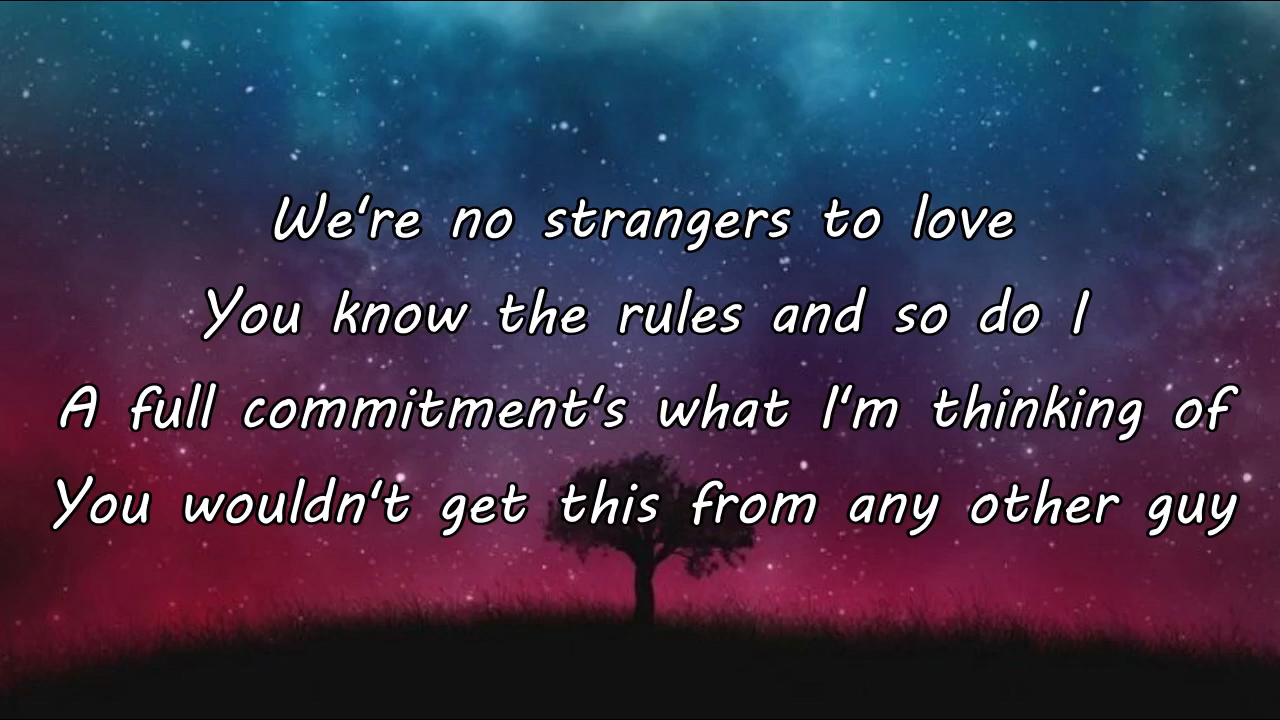 We're no strangers to love
You know the rules and so do I
A full commitment's what I'm thinking of
You wouldn't get this from any other guy